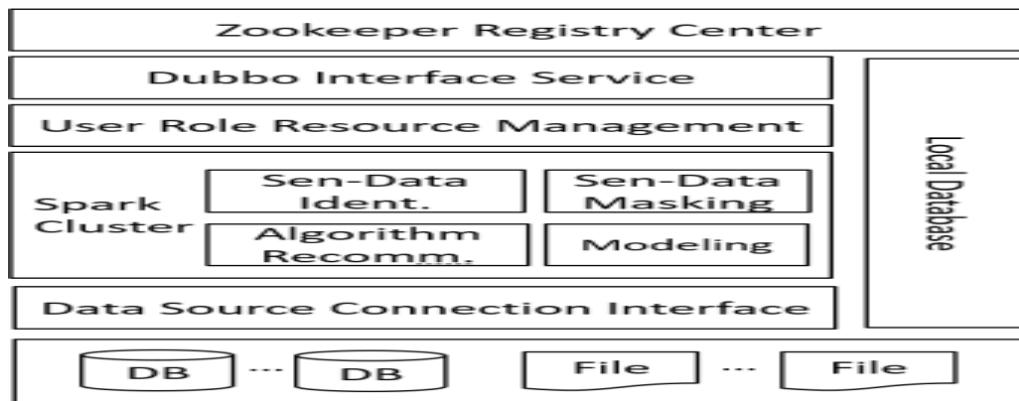 Zookeeper Registry Center
Dubbo Interface Service
User Role Resource Management
Spark
Cluster
Sen-Data
Ident.
Sen-Data
Masking
Algorithm
Recomm.
Modeling
Local Database
Data Source Connection Interface
DB
...
DB
File
...
File